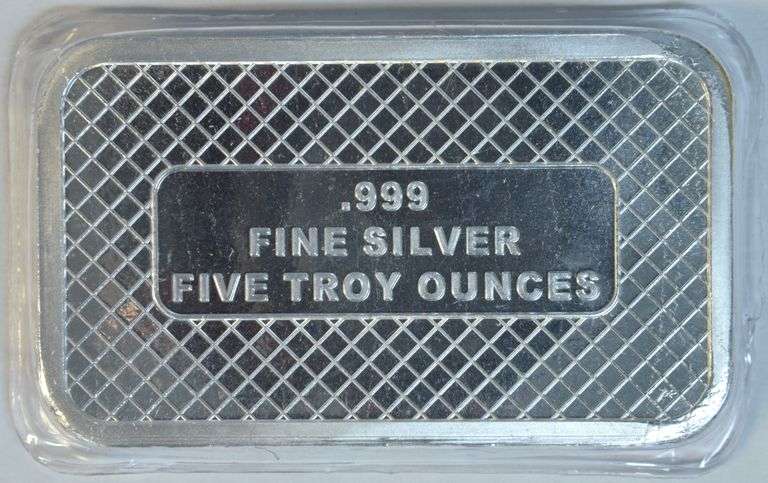 .999
FINE SILVER
FIVE TROY OUNCES